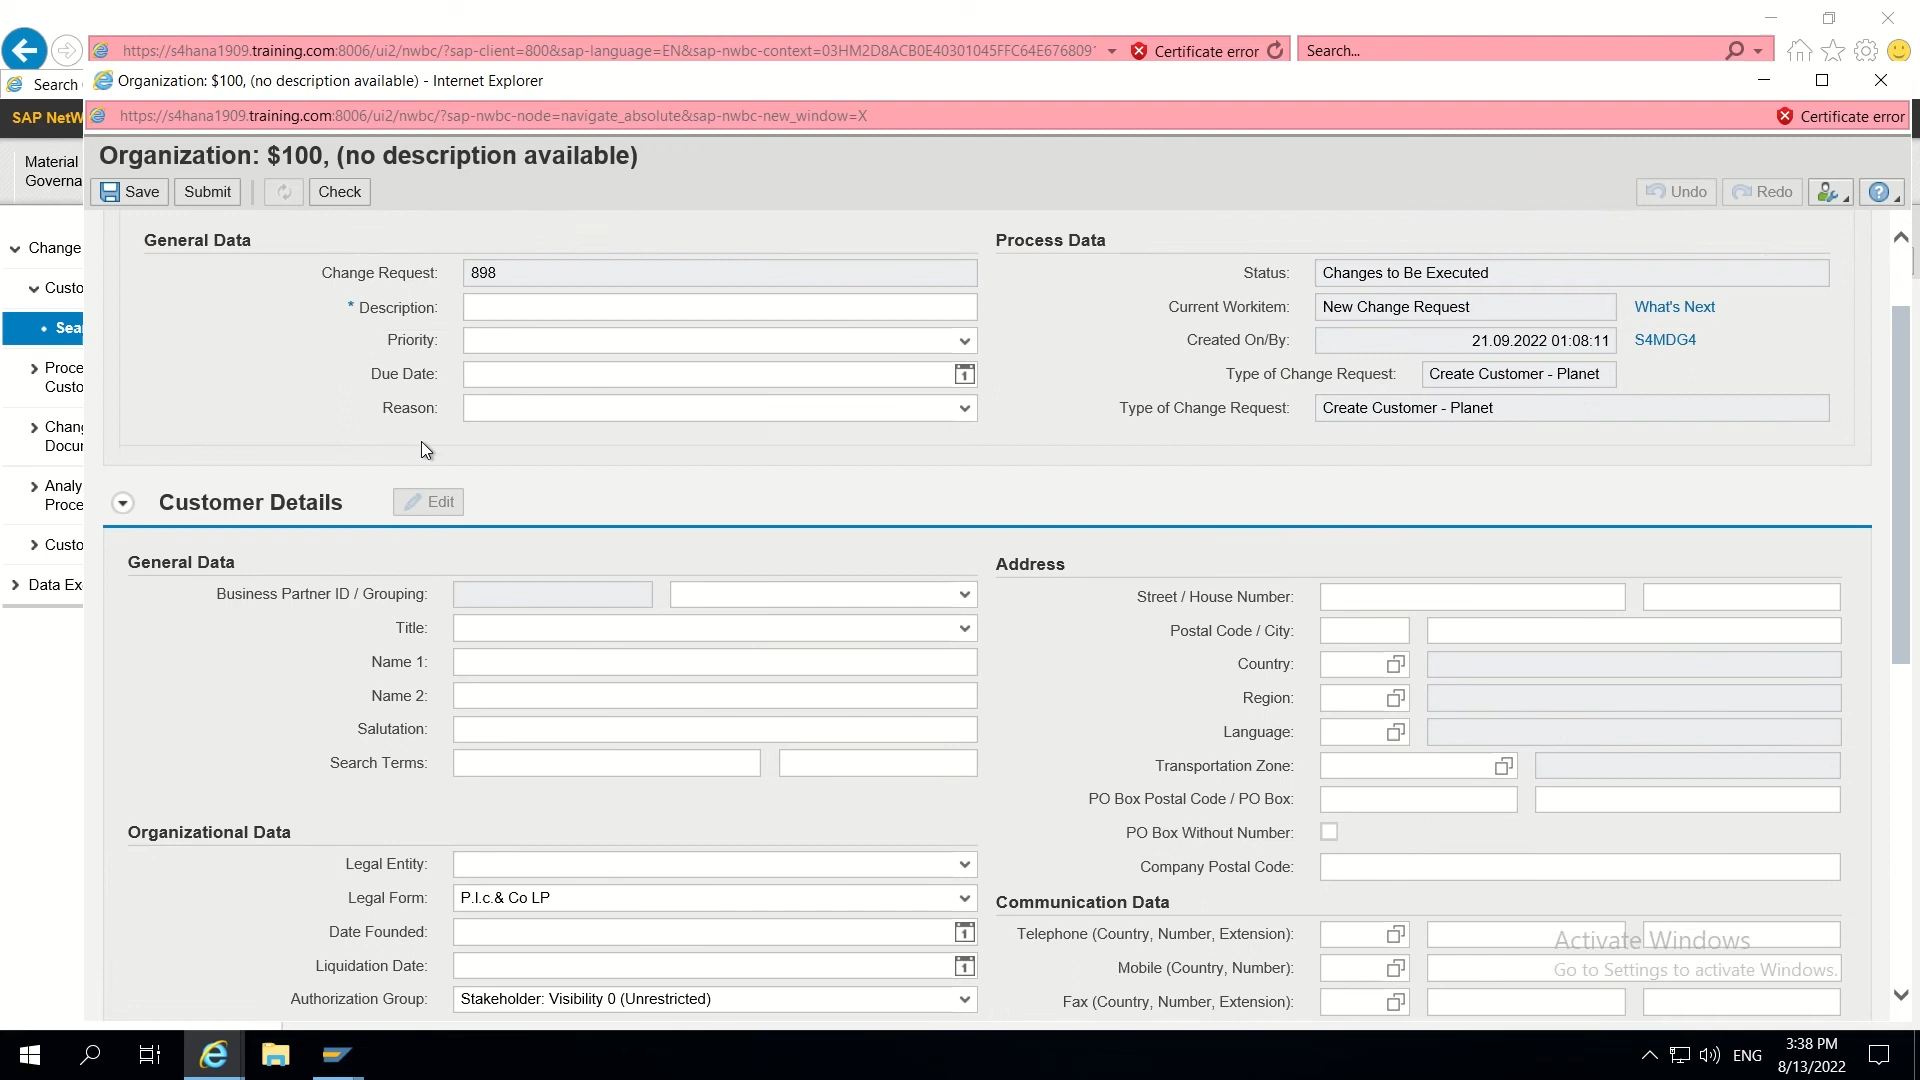 https://s4hana1909.training.com:8006/ui2/nwbc/?sap-client=800&sap-language=EN&sap-nwbc-context=03HM2D8ACB0E40301045FFC64E676809
Certificate error
Search...
Search
Organization: $100, (no description available) - Internet Explorer
SAP NetW
https://s4hana1909.training.com:8006/ui2/nwbc/?sap-nwbc-node=navigate_absolute&sap-nwbc-new_window=X
Certificate error
Organization: $100, (no description available)
Material
Governa
Save
Submit
Check
Undo
Redo
Change
Custo
Sea
Proce
Custo
Chan
Docu
Analy
Proce
Custo
Data Ex
General Data
Change Request: 898
* Description:
Priority:
Due Date:
Reason:
Process Data
Status: Changes to Be Executed
Current Workitem: New Change Request What's Next
Created On/By: 21.09.2022 01:08:11 S4MDG4
Type of Change Request: Create Customer - Planet
Type of Change Request: Create Customer - Planet
Customer Details
Edit
General Data
Business Partner ID / Grouping:
Title:
Name 1:
Name 2:
Salutation:
Search Terms:
Organizational Data
Legal Entity:
Legal Form: P.l.c.& Co LP
Date Founded:
Liquidation Date:
Authorization Group: Stakeholder: Visibility 0 (Unrestricted)
Address
Street / House Number:
Postal Code / City:
Country:
Region:
Language:
Transportation Zone:
PO Box Postal Code / PO Box:
PO Box Without Number:
Company Postal Code:
Communication Data
Telephone (Country, Number, Extension):
Mobile (Country, Number):
Fax (Country, Number, Extension):
Activate Windows
Go to Settings to activate Windows.
ENG
3:38 PM
8/13/2022